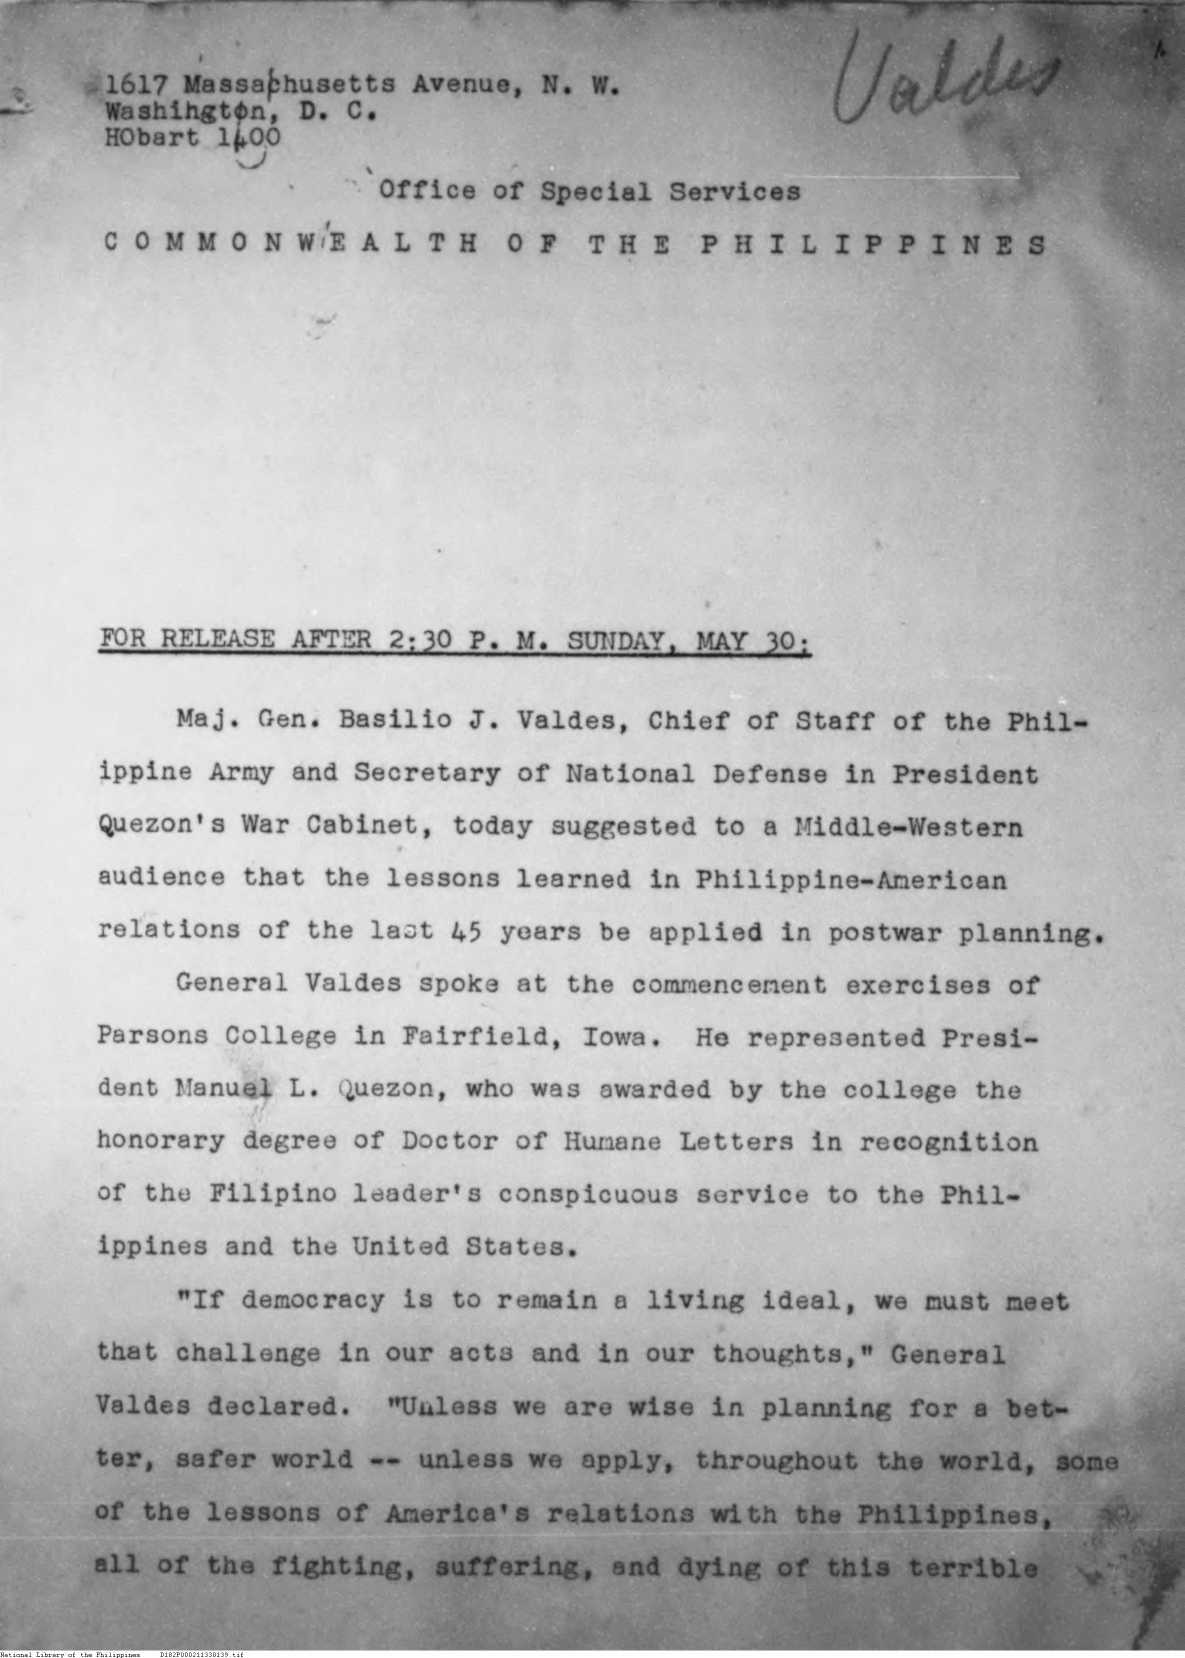 Valdes
1617 Massachusetts Avenue, N. W.
Washington, D. C.
HObart 1400
Office of Special Services
COMMONWEALTH OF THE PHILIPPINES
FOR RELEASE AFTER 2:30 P. M. SUNDAY, MAY 30:
Maj. Gen. Basilio J. Valdes, Chief of Staff of the Phil-
ippine Army and Secretary of National Defense in President
Quezon's War Cabinet, today suggested to a Middle-Western
audience that the lessons learned in Philippine-American
relations of the last 45 years be applied in postwar planning.
General Valdes spoke at the commencement exercises of
Parsons College in Fairfield, Iowa. He represented Presi-
dent Manuel L. Quezon, who was awarded by the college the
honorary degree of Doctor of Humane Letters in recognition
of the Filipino leader's conspicuous service to the Phil-
ippines and the United States.
"If democracy is to remain a living ideal, we must meet
that challenge in our acts and in our thoughts," General
Valdes declared. "Unless we are wise in planning for a bet-
ter, safer world -- unless we apply, throughout the world, some
of the lessons of America's relations with the Philippines,
all of the fighting, suffering, and dying of this terrible
National Library of the Philippines D182P000211338139.tif